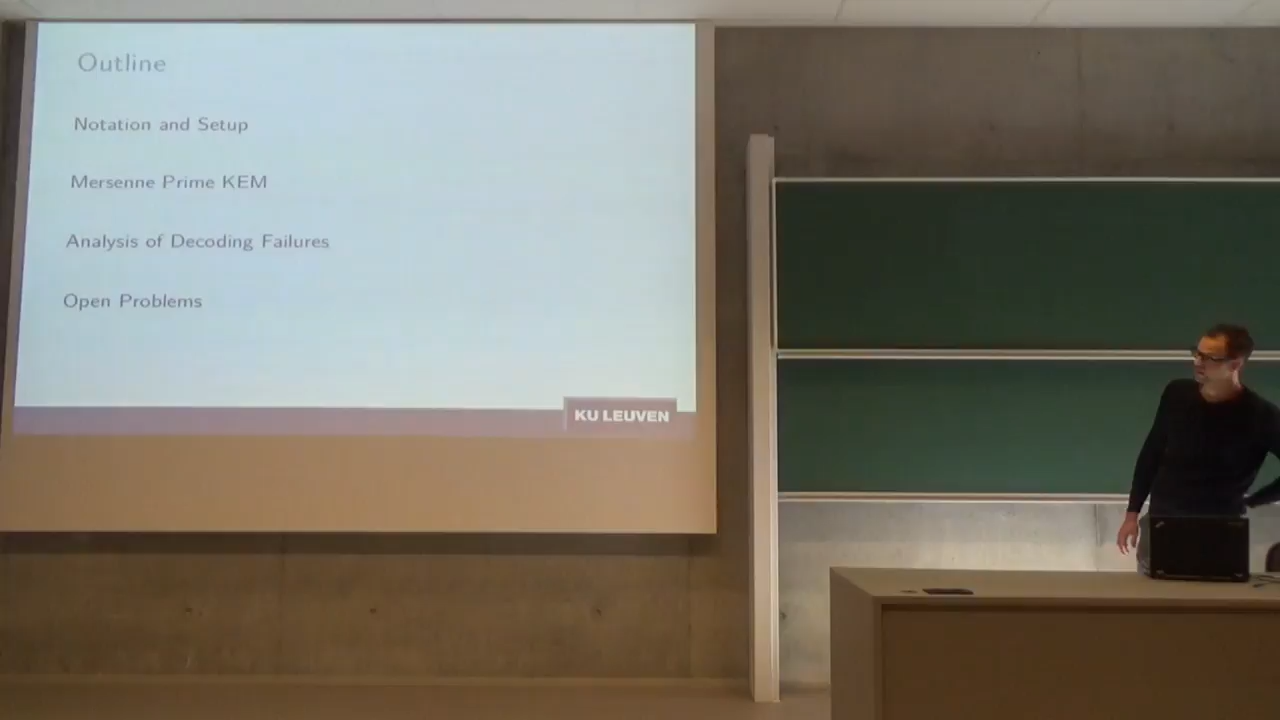 Outline
Notation and Setup
Mersenne Prime KEM
Analysis of Decoding Failures
Open Problems
KU LEUVEN